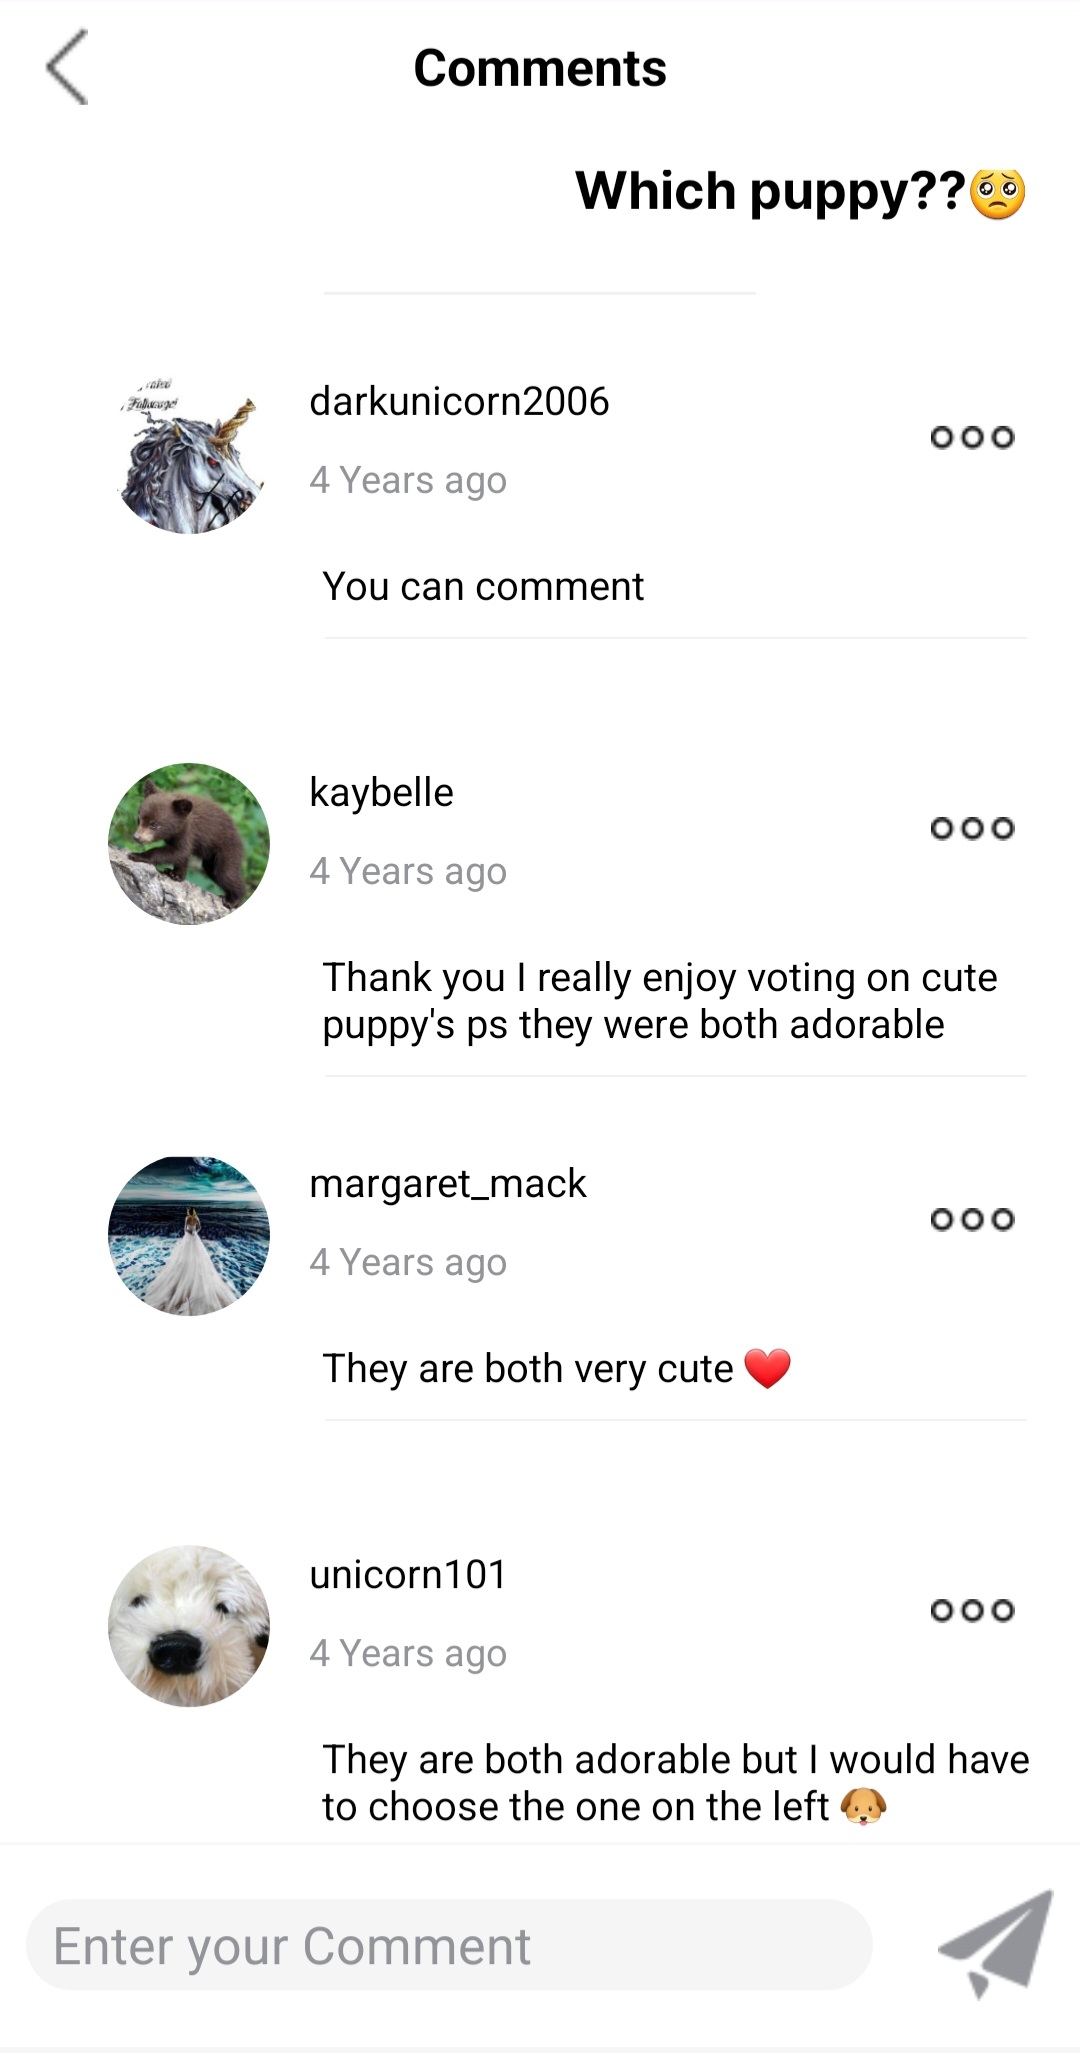 Comments
Which puppy??🥺
darkunicorn2006
4 Years ago
You can comment
kaybelle
4 Years ago
Thank you I really enjoy voting on cute
puppy's ps they were both adorable
margaret_mack
4 Years ago
They are both very cute ❤️
unicorn101
4 Years ago
They are both adorable but I would have
to choose the one on the left 🐶
Enter your Comment